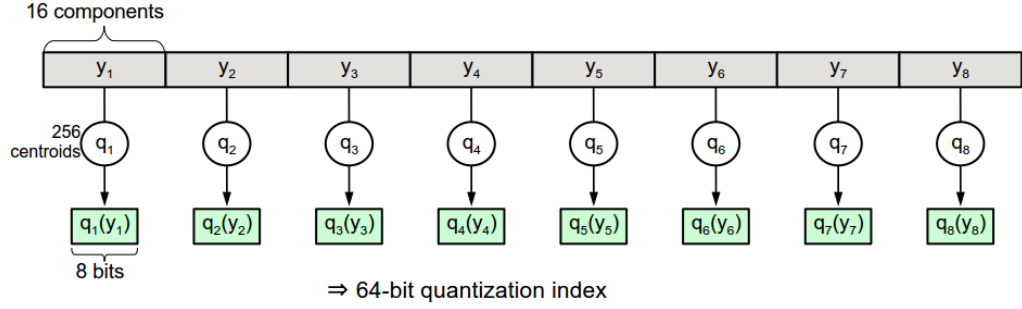 16 components
y₁ y₂ y₃ y₄ y₅ y₆ y₇ y₈
256
centroids
q₁ q₂ q₃ q₄ q₅ q₆ q₇ q₈
q₁(y₁) q₂(y₂) q₃(y₃) q₄(y₄) q₅(y₅) q₆(y₆) q₇(y₇) q₈(y₈)
8 bits
⇒ 64-bit quantization index